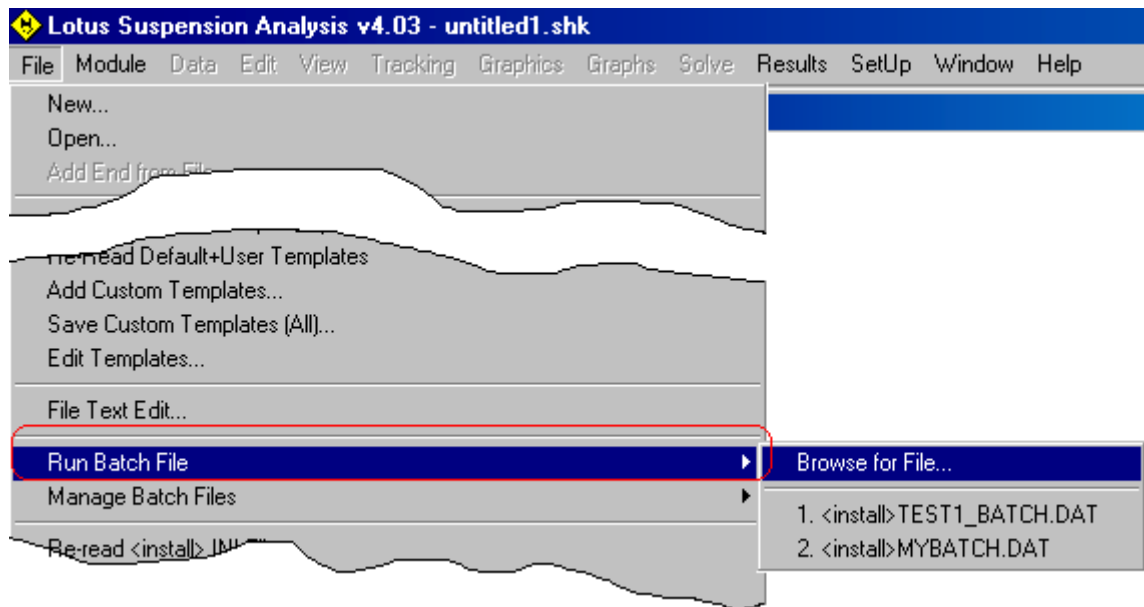 Lotus Suspension Analysis v4.03 - untitled1.shk
File Module Data Edit View Tracking Graphics Graphs Solve Results SetUp Window Help
New...
Open...
Add End from File
Re-Read Default+User Templates
Add Custom Templates...
Save Custom Templates (All)...
Edit Templates...
File Text Edit...
Run Batch File
Browse for File...
Manage Batch Files
1. <install>TEST1_BATCH.DAT
2. <install>MYBATCH.DAT
Re-read <install>